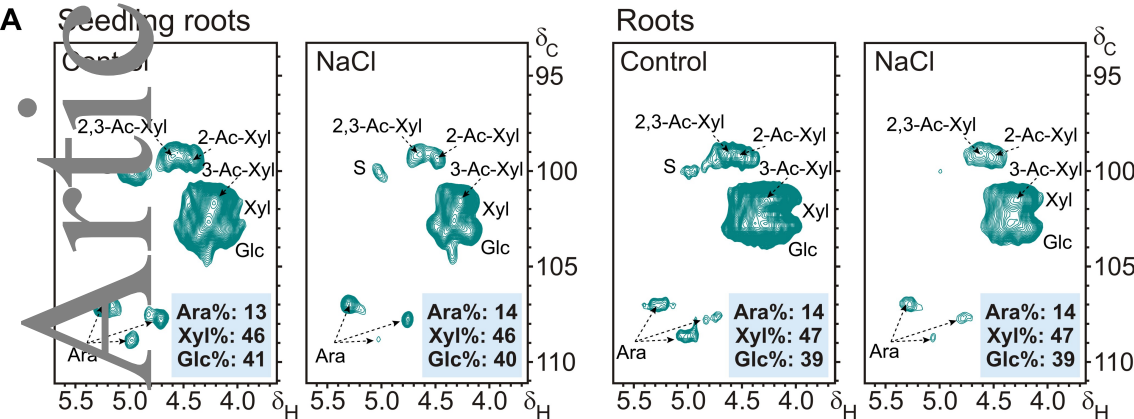 A
Seedling roots
Roots
Control
NaCl
Control
NaCl
δC
95
100
105
110
δC
95
100
105
110
2,3-Ac-Xyl
2-Ac-Xyl
3-Ac-Xyl
Xyl
Glc
Ara
Ara%: 13
Xyl%: 46
Glc%: 41
2,3-Ac-Xyl
2-Ac-Xyl
S
3-Ac-Xyl
Xyl
Glc
Ara
Ara%: 14
Xyl%: 46
Glc%: 40
2,3-Ac-Xyl
2-Ac-Xyl
S
3-Ac-Xyl
Xyl
Ara
Ara%: 14
Xyl%: 47
Glc%: 39
2,3-Ac-Xyl
2-Ac-Xyl
3-Ac-Xyl
Xyl
Glc
Ara
Ara%: 14
Xyl%: 47
Glc%: 39
5.5 5.0 4.5 4.0 δH
5.5 5.0 4.5 4.0 δH
5.5 5.0 4.5 4.0 δH
5.5 5.0 4.5 4.0 δH
Artic